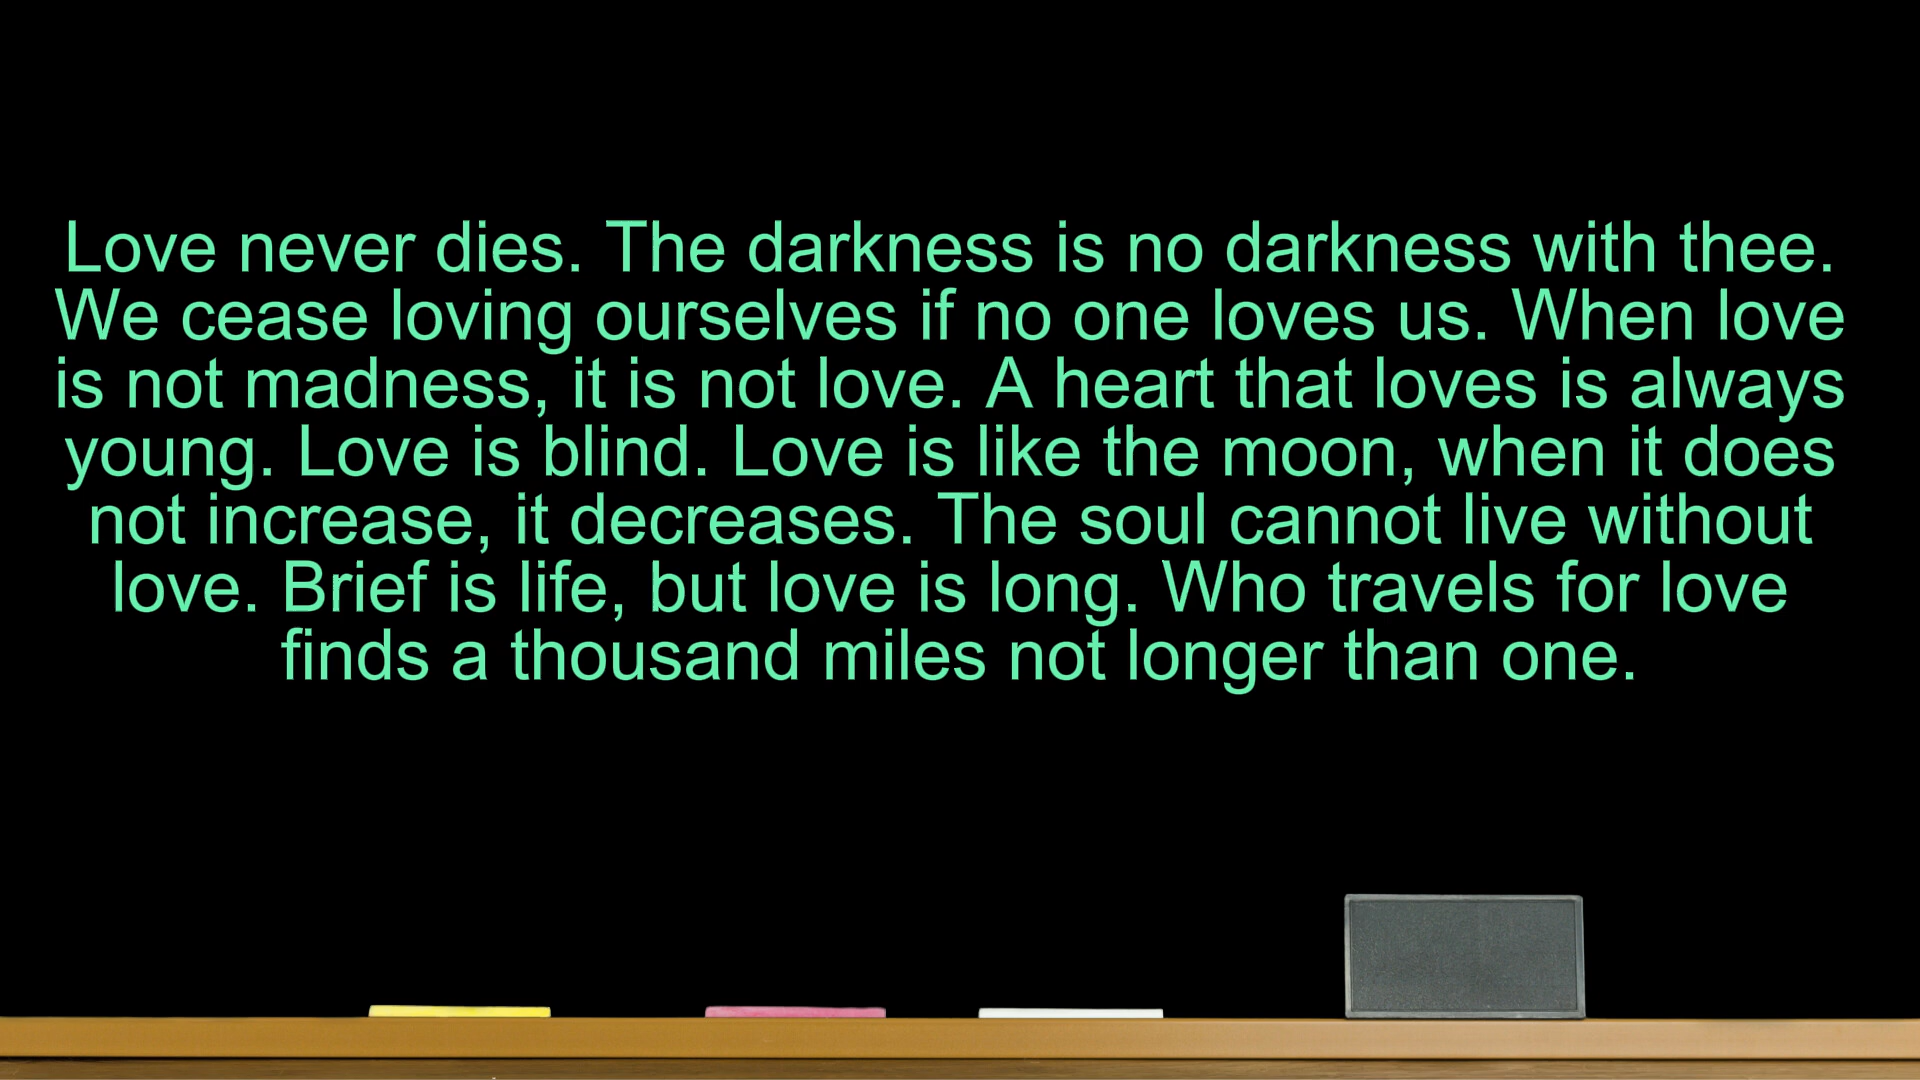 Love never dies. The darkness is no darkness with thee.
We cease loving ourselves if no one loves us. When love
is not madness, it is not love. A heart that loves is always
young. Love is blind. Love is like the moon, when it does
not increase, it decreases. The soul cannot live without
love. Brief is life, but love is long. Who travels for love
finds a thousand miles not longer than one.